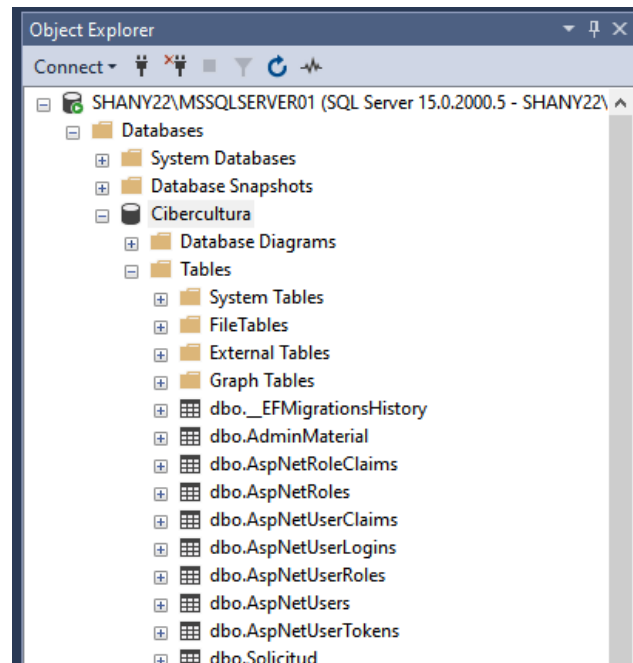 Object Explorer
Connect
SHANY22\MSSQLSERVER01 (SQL Server 15.0.2000.5 - SHANY22\
Databases
System Databases
Database Snapshots
Cibercultura
Database Diagrams
Tables
System Tables
FileTables
External Tables
Graph Tables
dbo.__EFMigrationsHistory
dbo.AdminMaterial
dbo.AspNetRoleClaims
dbo.AspNetRoles
dbo.AspNetUserClaims
dbo.AspNetUserLogins
dbo.AspNetUserRoles
dbo.AspNetUsers
dbo.AspNetUserTokens
dbo.Solicitud